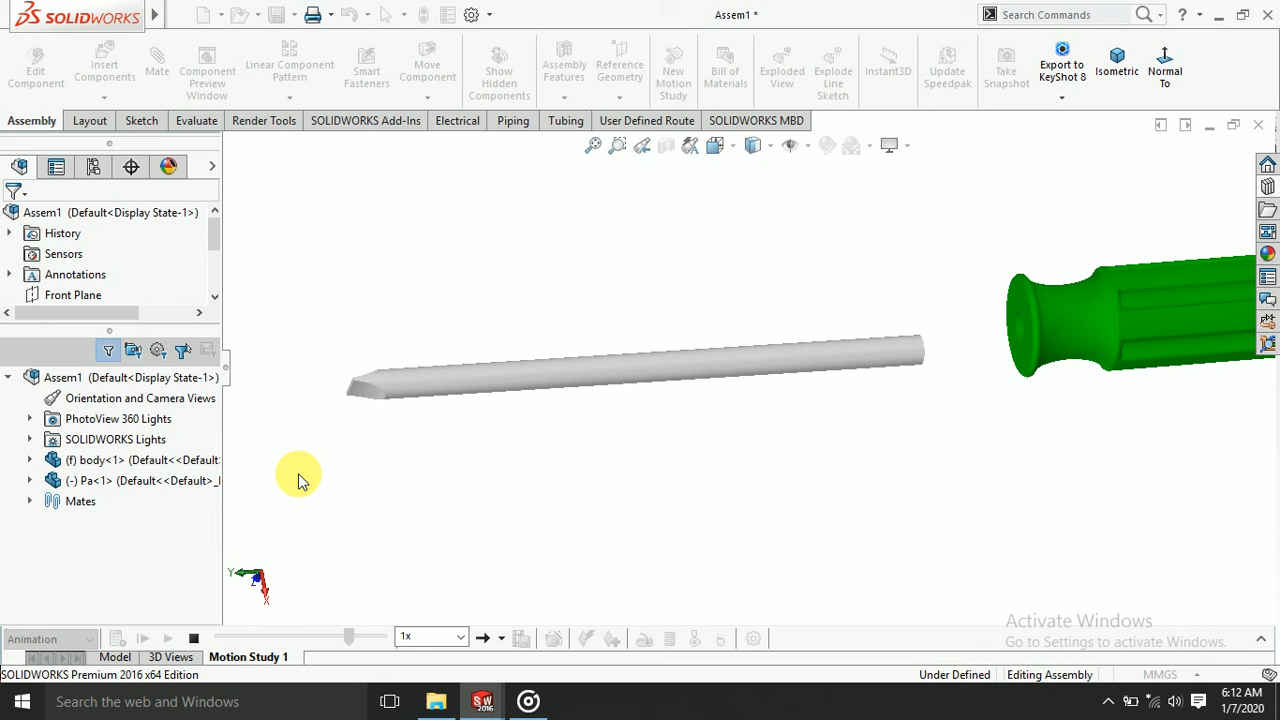 SOLIDWORKS
Assem1 *
Search Commands
Edit Component
Insert Components
Mate
Component Preview Window
Linear Component Pattern
Smart Fasteners
Move Component
Show Hidden Components
Assembly Features
Reference Geometry
New Motion Study
Bill of Materials
Exploded View
Explode Line Sketch
Instant3D
Update Speedpak
Take Snapshot
Export to KeyShot 8
Isometric
Normal To
Assembly
Layout
Sketch
Evaluate
Render Tools
SOLIDWORKS Add-Ins
Electrical
Piping
Tubing
User Defined Route
SOLIDWORKS MBD
Assem1 (Default<Display State-1>)
History
Sensors
Annotations
Front Plane
Assem1 (Default<Display State-1>)
Orientation and Camera Views
PhotoView 360 Lights
SOLIDWORKS Lights
(f) body<1> (Default<<Default
(-) Pa<1> (Default<<Default>_
Mates
Y
Z
X
Activate Windows
Go to Settings to activate Windows.
Animation
1x
Model
3D Views
Motion Study 1
SOLIDWORKS Premium 2016 x64 Edition
Under Defined
Editing Assembly
MMGS
Search the web and Windows
SW
2016
6:12 AM
1/7/2020